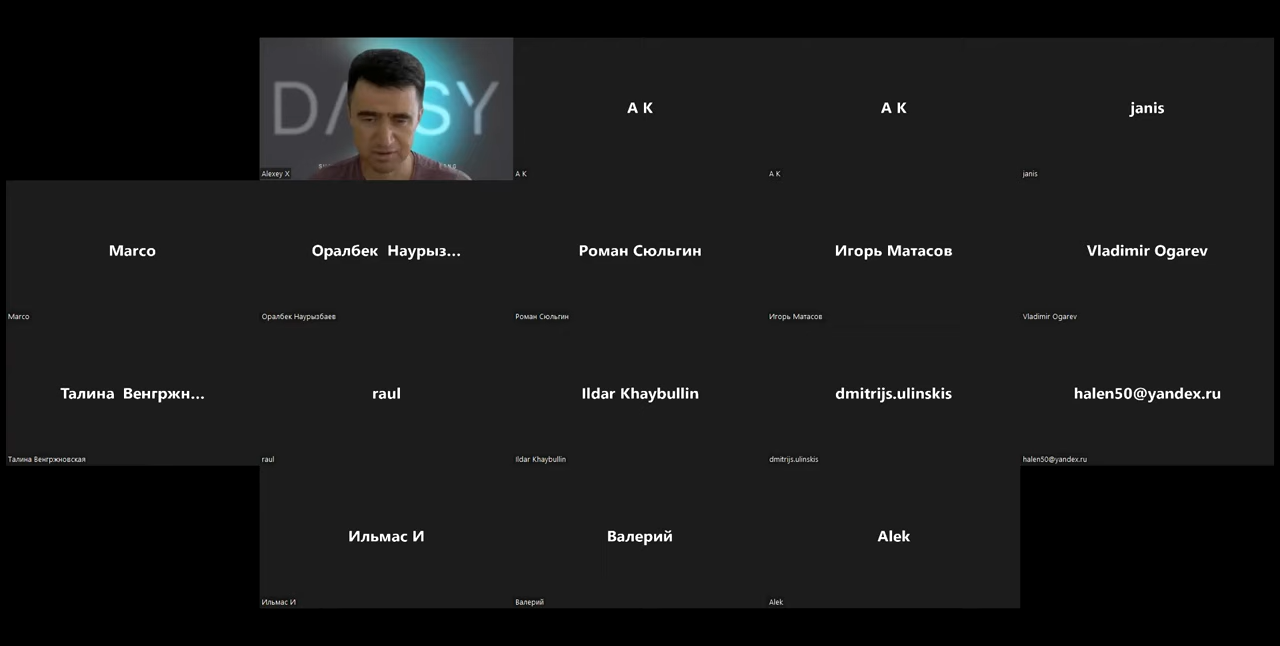 DAISY
Alexey X
A K
A K
A K
A K
janis
janis
Marco
Marco
Оралбек Наурыз...
Оралбек Наурызбаев
Роман Сюльгин
Роман Сюльгин
Игорь Матасов
Игорь Матасов
Vladimir Ogarev
Vladimir Ogarev
Талина Венгржн...
Талина Венгржновская
raul
raul
Ildar Khaybullin
Ildar Khaybullin
dmitrijs.ulinskis
dmitrijs.ulinskis
halen50@yandex.ru
halen50@yandex.ru
Ильмас И
Ильмас И
Валерий
Валерий
Alek
Alek